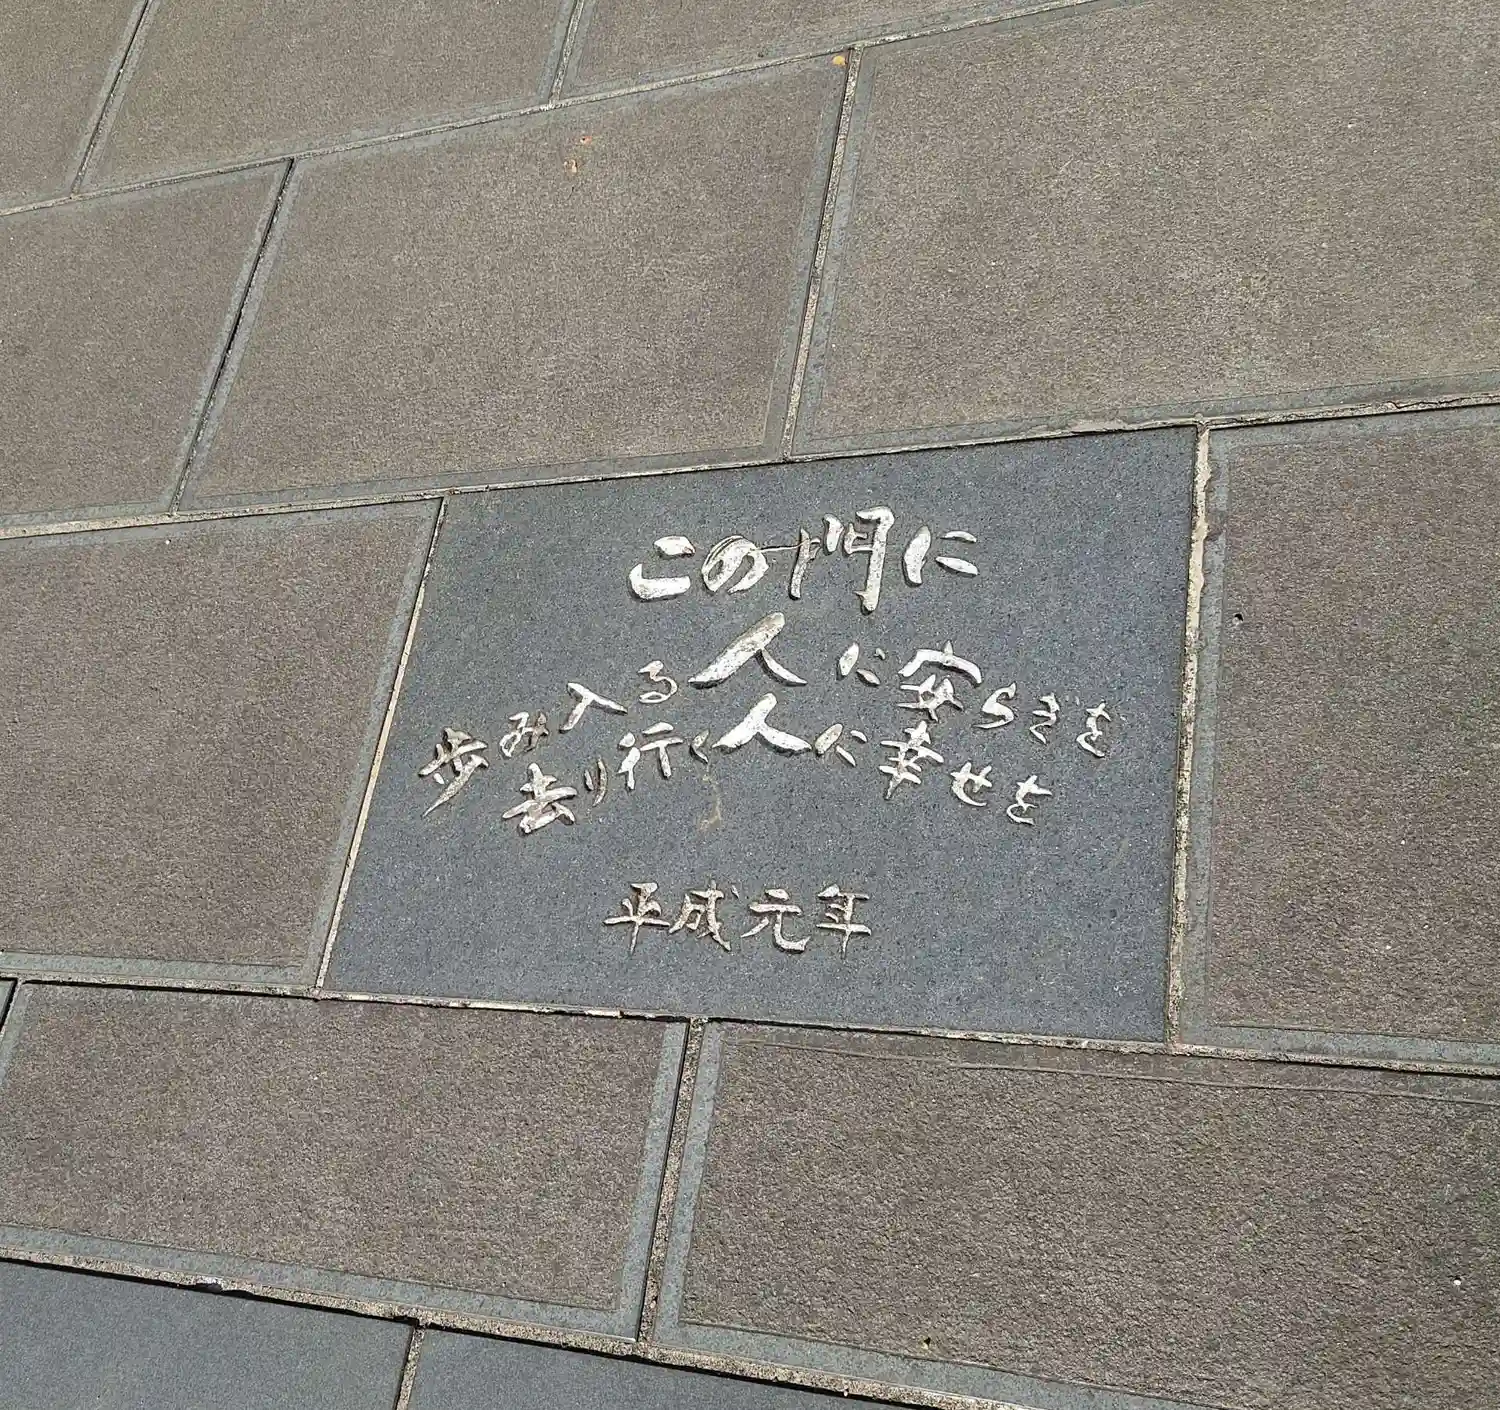 この門に
歩み入る人に安らぎを
去り行く人に幸せを
平成元年